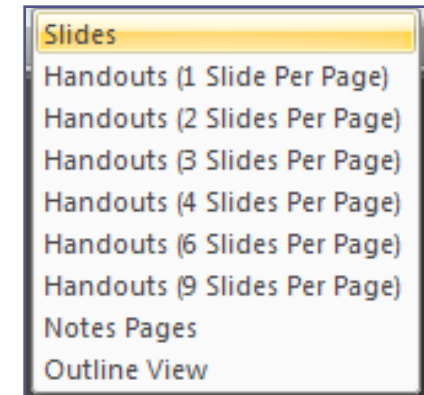 Slides
Handouts (1 Slide Per Page)
Handouts (2 Slides Per Page)
Handouts (3 Slides Per Page)
Handouts (4 Slides Per Page)
Handouts (6 Slides Per Page)
Handouts (9 Slides Per Page)
Notes Pages
Outline View